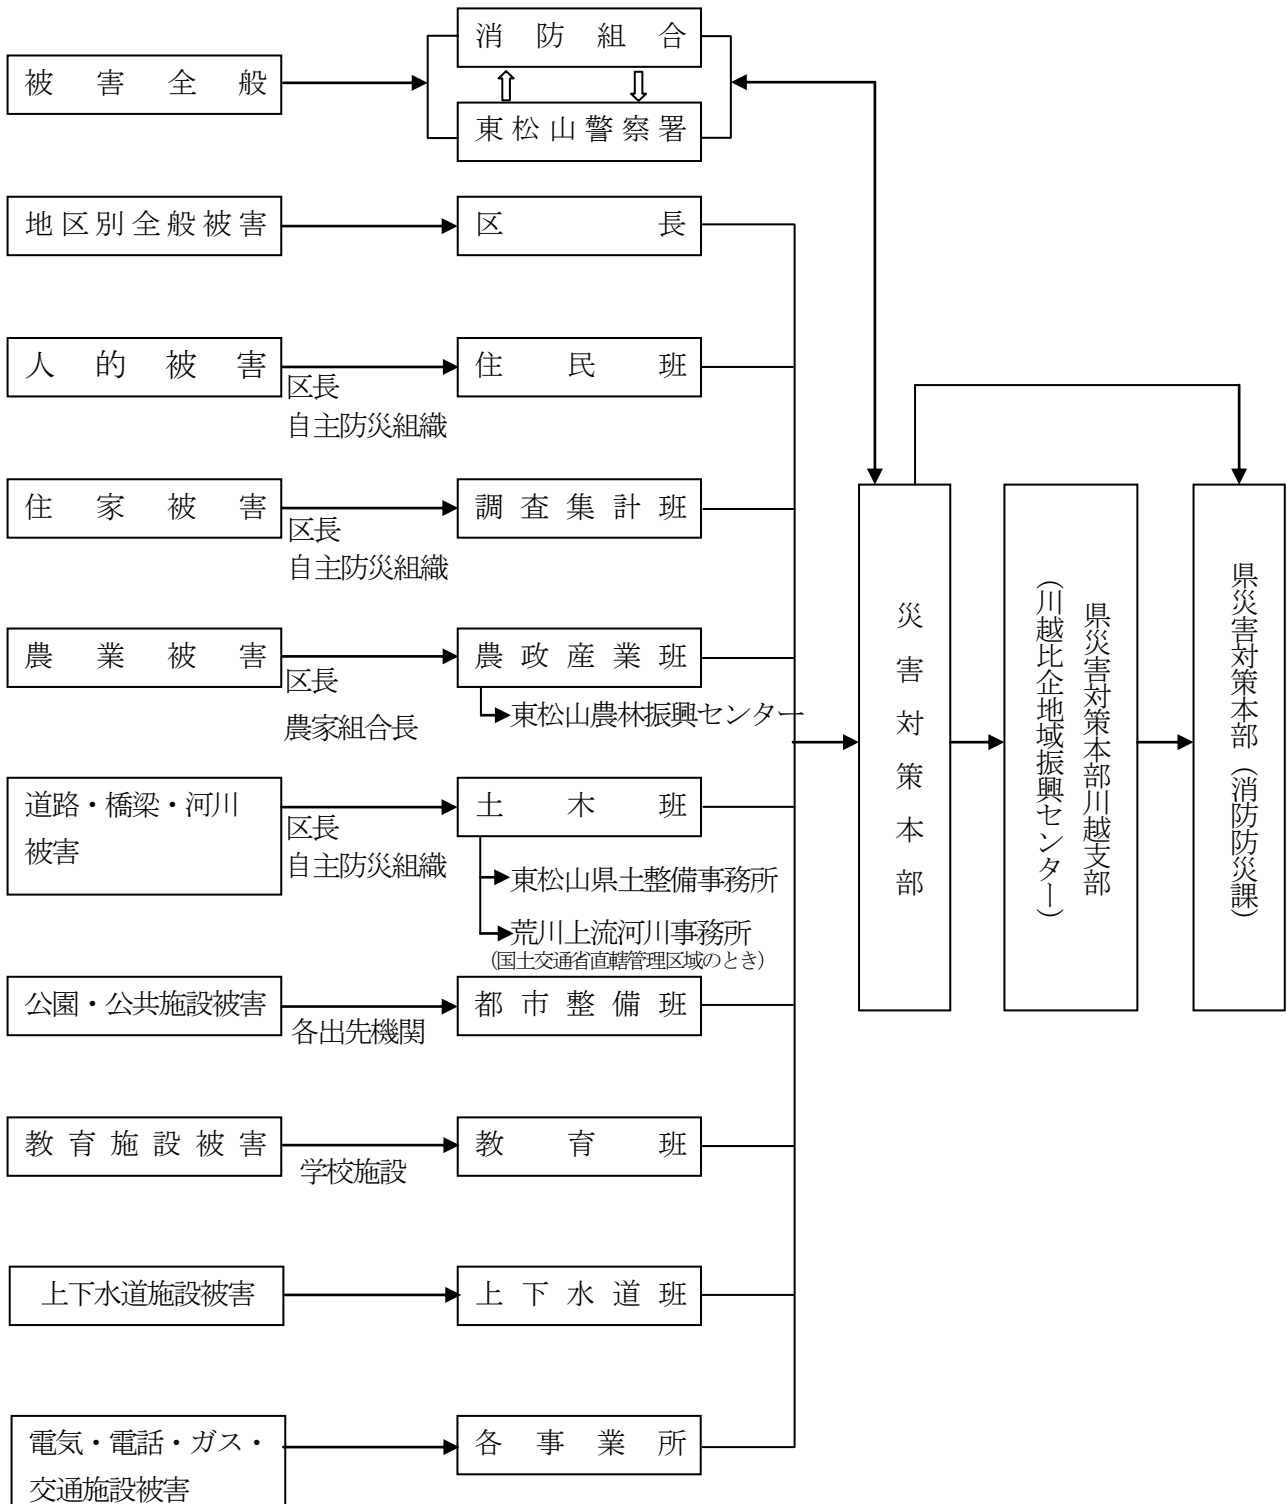 消防組合
被害全般
東松山警察署
地区別全般被害
区長
人的被害
区長
自主防災組織
住民班
住家被害
区長
自主防災組織
調査集計班
農業被害
区長
農家組合長
農政産業班
東松山農林振興センター
道路・橋梁・河川
被害
区長
自主防災組織
土木班
東松山県土整備事務所
荒川上流河川事務所
(国土交通省直轄管理区域のとき)
公園・公共施設被害
各出先機関
都市整備班
教育施設被害
学校施設
教育班
上下水道施設被害
上下水道班
電気・電話・ガス・
交通施設被害
各事業所
災害対策本部
県災害対策本部川越支部
(川越比企地域振興センター)
県災害対策本部(消防防災課)